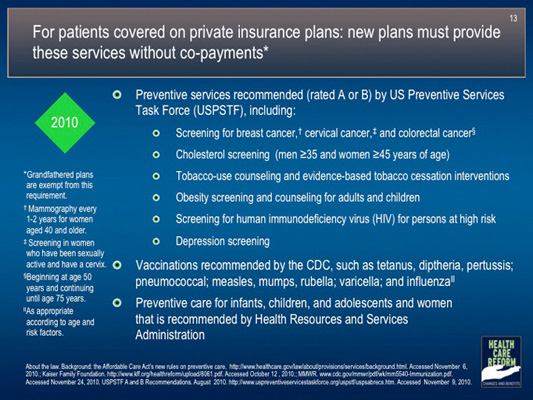 13
For patients covered on private insurance plans: new plans must provide
these services without co-payments*
2010
Preventive services recommended (rated A or B) by US Preventive Services
Task Force (USPSTF), including:
Screening for breast cancer,† cervical cancer,‡ and colorectal cancer§
Cholesterol screening (men ≥35 and women ≥45 years of age)
Tobacco-use counseling and evidence-based tobacco cessation interventions
Obesity screening and counseling for adults and children
Screening for human immunodeficiency virus (HIV) for persons at high risk
Depression screening
Vaccinations recommended by the CDC, such as tetanus, diptheria, pertussis;
pneumococcal; measles, mumps, rubella; varicella; and influenza||
Preventive care for infants, children, and adolescents and women
that is recommended by Health Resources and Services
Administration
*Grandfathered plans
are exempt from this
requirement.
† Mammography every
1-2 years for women
aged 40 and older.
‡ Screening in women
who have been sexually
active and have a cervix.
§Beginning at age 50
years and continuing
until age 75 years.
||As appropriate
according to age and
risk factors.
HEALTH
CARE
REFORM
CHANGES AND BENEFITS
About the law. Background: the Affordable Care Act's new rules on preventive care. http://www.healthcare.gov/law/about/provisions/services/background.html. Accessed November 6,
2010.; Kaiser Family Foundation. http://www.kff.org/healthreform/upload/8061.pdf. Accessed October 12 , 2010.; MMWR. www.cdc.gov/mmwr/pdf/wk/mm5540-Immunization.pdf.
Accessed November 24, 2010. USPSTF A and B Recommendations. August 2010. http://www.uspreventiveservicestaskforce.org/uspstf/uspsabrecs.htm. Accessed November 9, 2010.